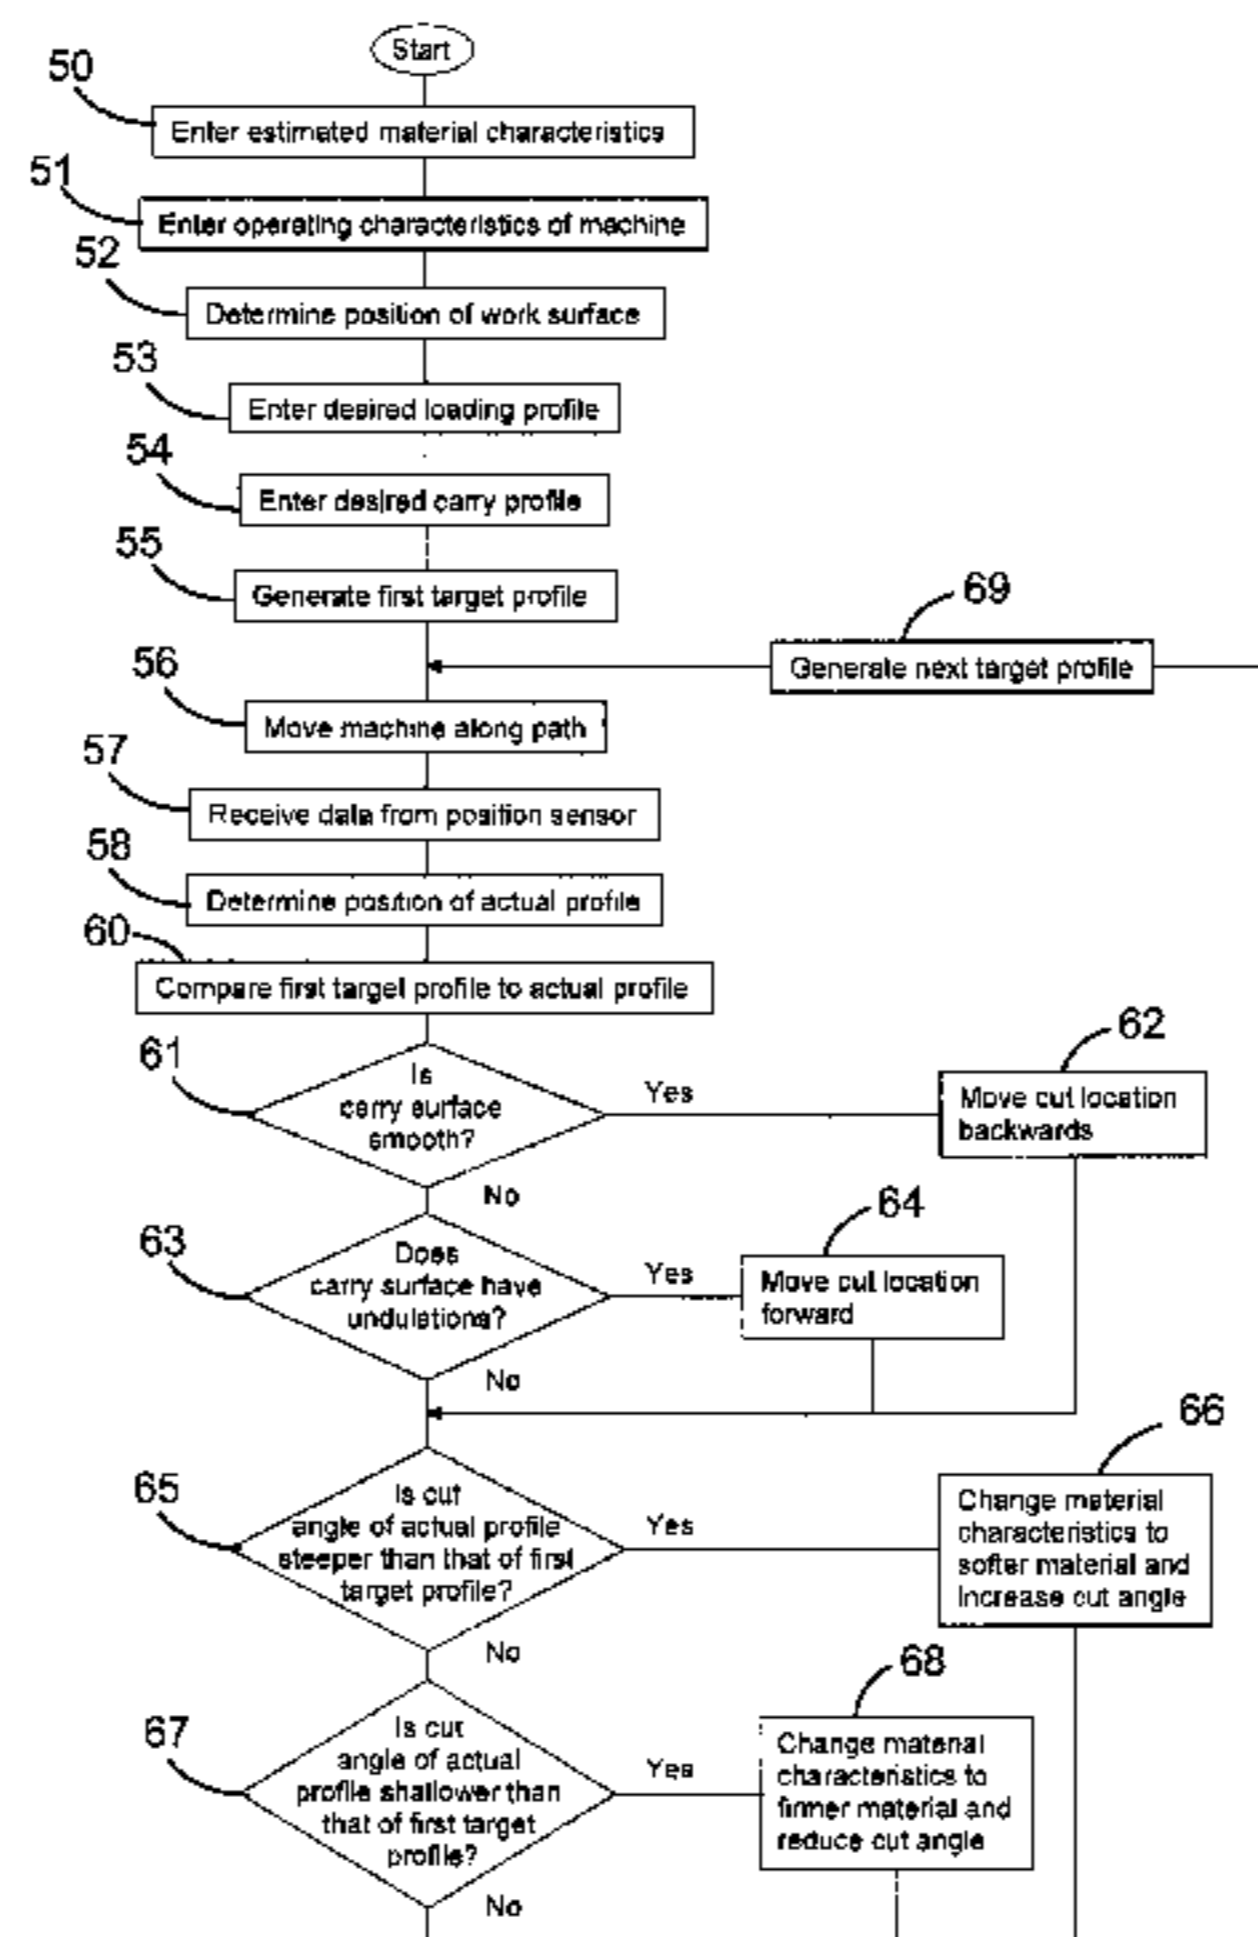 Start
50
Enter estimated material characteristics
51
Enter operating characteristics of machine
52
Determine position of work surface
53
Enter desired loading profile
54
Enter desired carry profile
55
Generate first target profile
69
Generate next target profile
56
Move machine along path
57
Receive data from position sensor
58
Determine position of actual profile
60
Compare first target profile to actual profile
61
Is
carry surface
smooth?
Yes
62
Move cut location
backwards
No
63
Does
carry surface have
undulations?
Yes
64
Move cut location
forward
No
65
Is cut
angle of actual profile
steeper than that of first
target profile?
Yes
66
Change material
characteristics to
softer material and
increase cut angle
No
67
Is cut
angle of actual
profile shallower than
that of first target
profile?
Yes
68
Change material
characteristics to
firmer material and
reduce cut angle
No